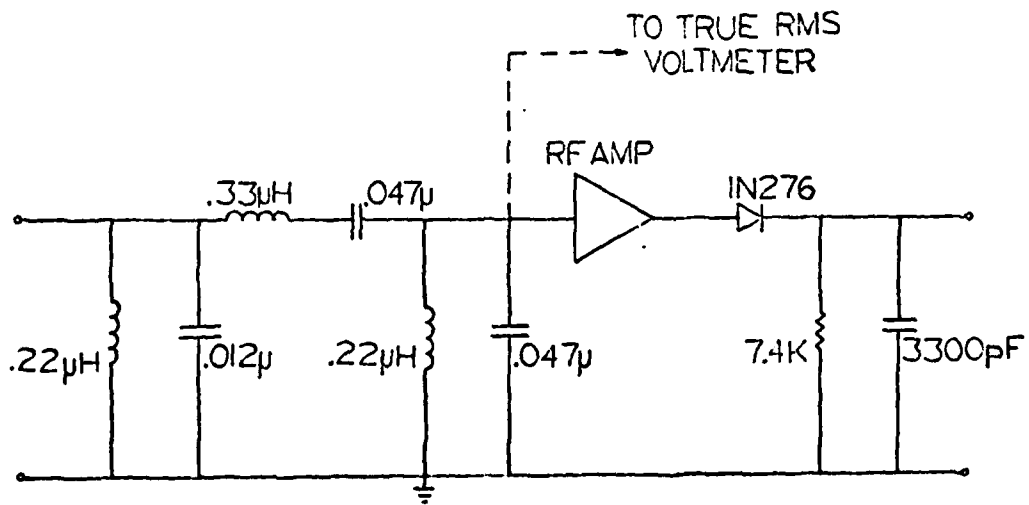 TO TRUE RMS
VOLTMETER
RF AMP
.33µH
.047µ
IN276
.22µH
.012µ
.22µH
.047µ
7.4K
3300pF